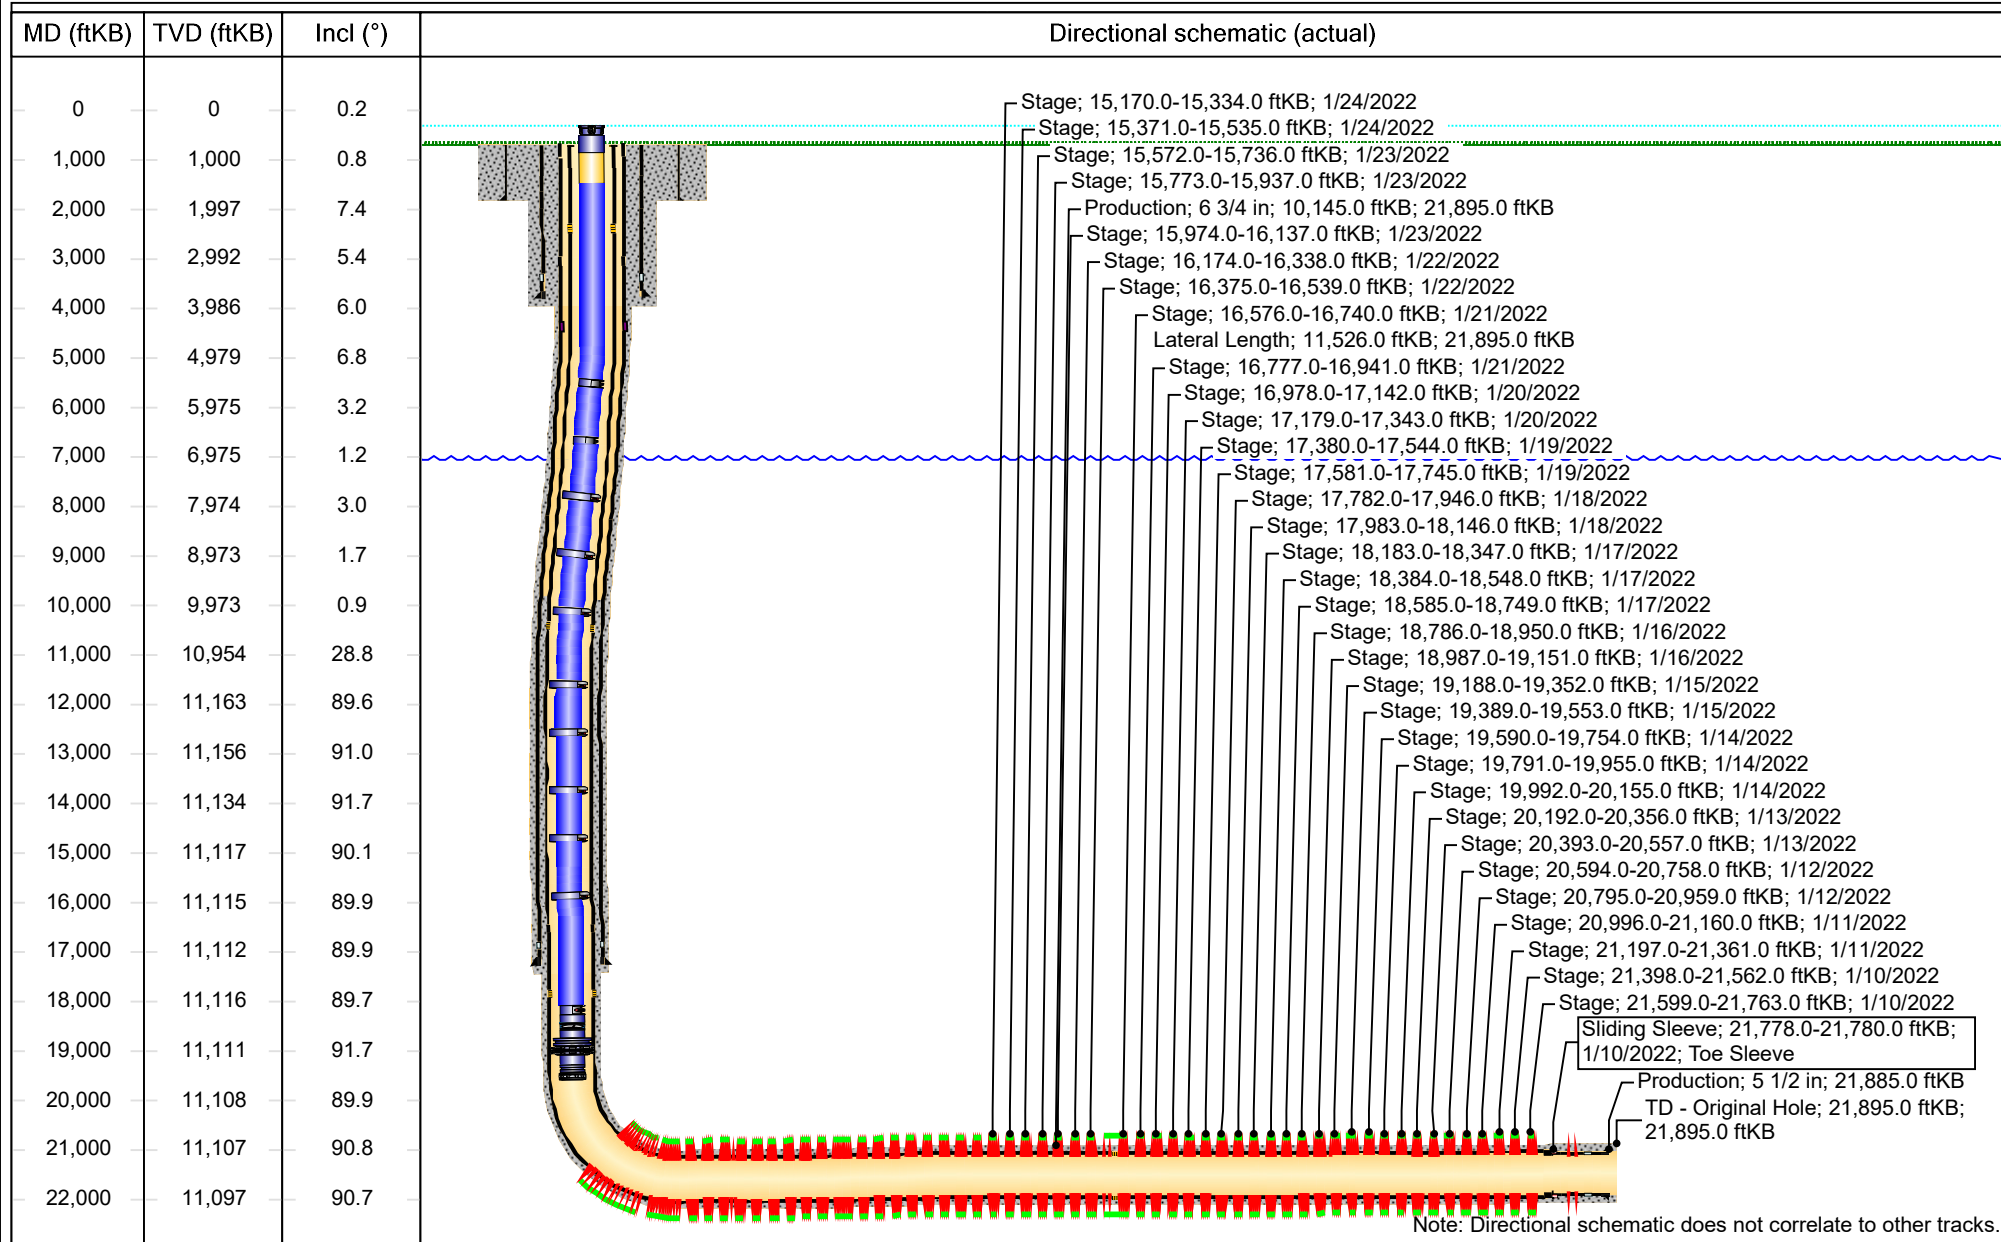 MD (ftKB) TVD (ftKB) Incl (°) Directional schematic (actual)
0 0 0.2
1,000 1,000 0.8
2,000 1,997 7.4
3,000 2,992 5.4
4,000 3,986 6.0
5,000 4,979 6.8
6,000 5,975 3.2
7,000 6,975 1.2
8,000 7,974 3.0
9,000 8,973 1.7
10,000 9,973 0.9
11,000 10,954 28.8
12,000 11,163 89.6
13,000 11,156 91.0
14,000 11,134 91.7
15,000 11,117 90.1
16,000 11,115 89.9
17,000 11,112 89.9
18,000 11,116 89.7
19,000 11,111 91.7
20,000 11,108 89.9
21,000 11,107 90.8
22,000 11,097 90.7
Stage; 15,170.0-15,334.0 ftKB; 1/24/2022
Stage; 15,371.0-15,535.0 ftKB; 1/24/2022
Stage; 15,572.0-15,736.0 ftKB; 1/23/2022
Stage; 15,773.0-15,937.0 ftKB; 1/23/2022
Production; 6 3/4 in; 10,145.0 ftKB; 21,895.0 ftKB
Stage; 15,974.0-16,137.0 ftKB; 1/23/2022
Stage; 16,174.0-16,338.0 ftKB; 1/22/2022
Stage; 16,375.0-16,539.0 ftKB; 1/22/2022
Stage; 16,576.0-16,740.0 ftKB; 1/21/2022
Lateral Length; 11,526.0 ftKB; 21,895.0 ftKB
Stage; 16,777.0-16,941.0 ftKB; 1/21/2022
Stage; 16,978.0-17,142.0 ftKB; 1/20/2022
Stage; 17,179.0-17,343.0 ftKB; 1/20/2022
Stage; 17,380.0-17,544.0 ftKB; 1/19/2022
Stage; 17,581.0-17,745.0 ftKB; 1/19/2022
Stage; 17,782.0-17,946.0 ftKB; 1/18/2022
Stage; 17,983.0-18,146.0 ftKB; 1/18/2022
Stage; 18,183.0-18,347.0 ftKB; 1/17/2022
Stage; 18,384.0-18,548.0 ftKB; 1/17/2022
Stage; 18,585.0-18,749.0 ftKB; 1/17/2022
Stage; 18,786.0-18,950.0 ftKB; 1/16/2022
Stage; 18,987.0-19,151.0 ftKB; 1/16/2022
Stage; 19,188.0-19,352.0 ftKB; 1/15/2022
Stage; 19,389.0-19,553.0 ftKB; 1/15/2022
Stage; 19,590.0-19,754.0 ftKB; 1/14/2022
Stage; 19,791.0-19,955.0 ftKB; 1/14/2022
Stage; 19,992.0-20,155.0 ftKB; 1/14/2022
Stage; 20,192.0-20,356.0 ftKB; 1/13/2022
Stage; 20,393.0-20,557.0 ftKB; 1/13/2022
Stage; 20,594.0-20,758.0 ftKB; 1/12/2022
Stage; 20,795.0-20,959.0 ftKB; 1/12/2022
Stage; 20,996.0-21,160.0 ftKB; 1/11/2022
Stage; 21,197.0-21,361.0 ftKB; 1/11/2022
Stage; 21,398.0-21,562.0 ftKB; 1/10/2022
Stage; 21,599.0-21,763.0 ftKB; 1/10/2022
Sliding Sleeve; 21,778.0-21,780.0 ftKB;
1/10/2022; Toe Sleeve
Production; 5 1/2 in; 21,885.0 ftKB
TD - Original Hole; 21,895.0 ftKB;
21,895.0 ftKB
Note: Directional schematic does not correlate to other tracks.